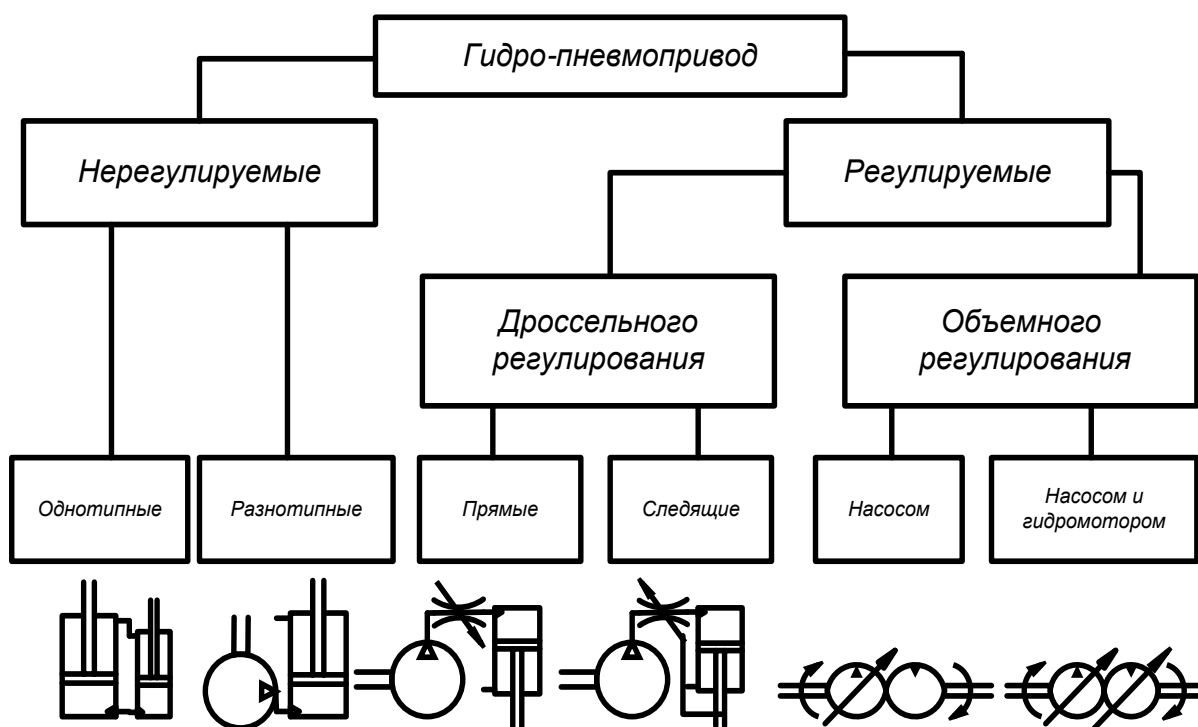 Гидро-пневмопривод
Нерегулируемые
Регулируемые
Дроссельного
регулирования
Объемного
регулирования
Однотипные
Разнотипные
Прямые
Следящие
Насосом
Насосом и
гидромотором